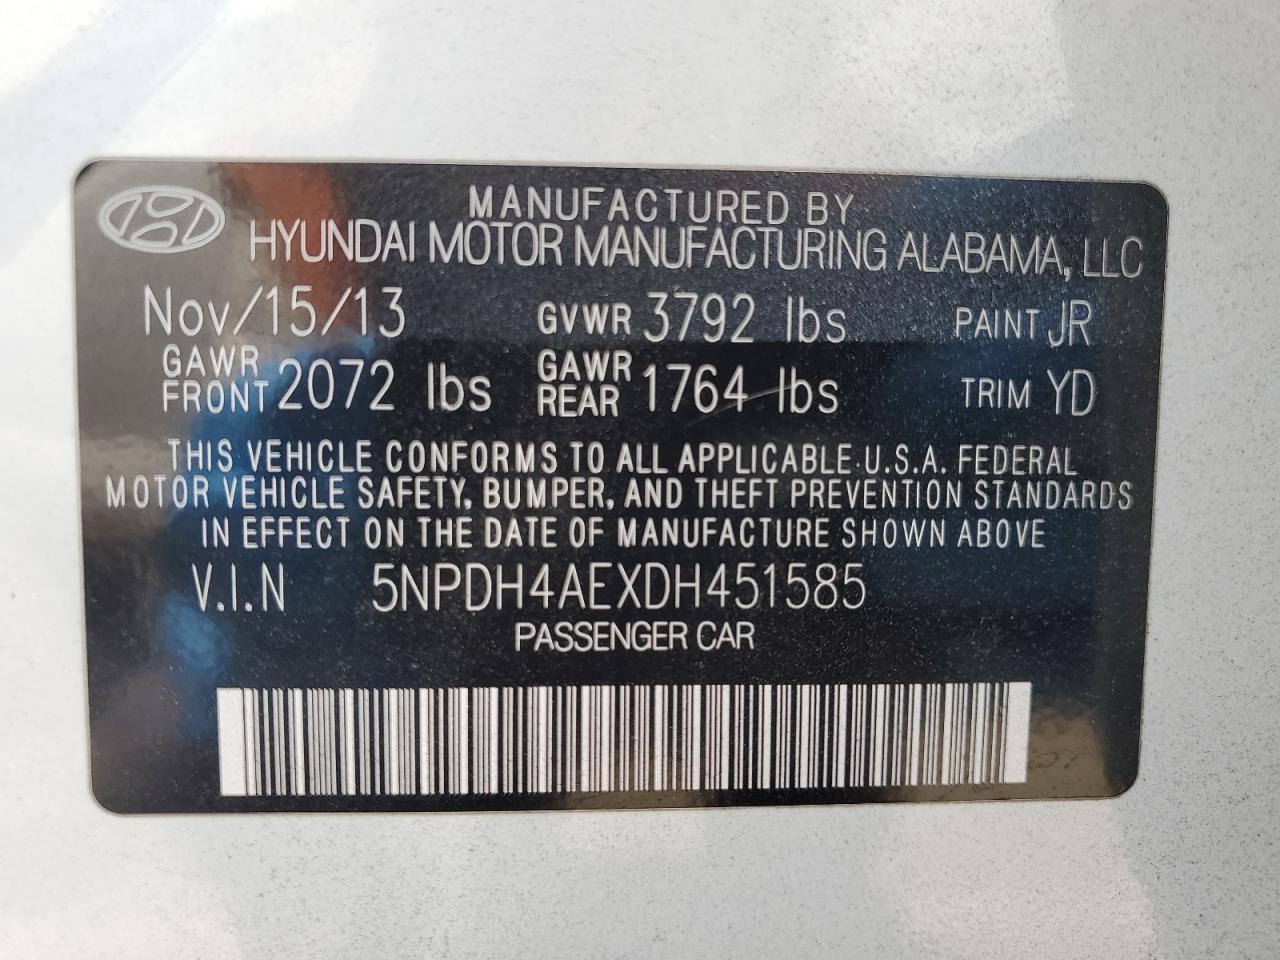 MANUFACTURED BY
HYUNDAI MOTOR MANUFACTURING ALABAMA, LLC
Nov/15/13 GVWR 3792 lbs PAINT JR
GAWR FRONT 2072 lbs GAWR REAR 1764 lbs TRIM YD
THIS VEHICLE CONFORMS TO ALL APPLICABLE U.S.A. FEDERAL
MOTOR VEHICLE SAFETY, BUMPER, AND THEFT PREVENTION STANDARDS
IN EFFECT ON THE DATE OF MANUFACTURE SHOWN ABOVE
V.I.N 5NPDH4AEXDH451585
PASSENGER CAR